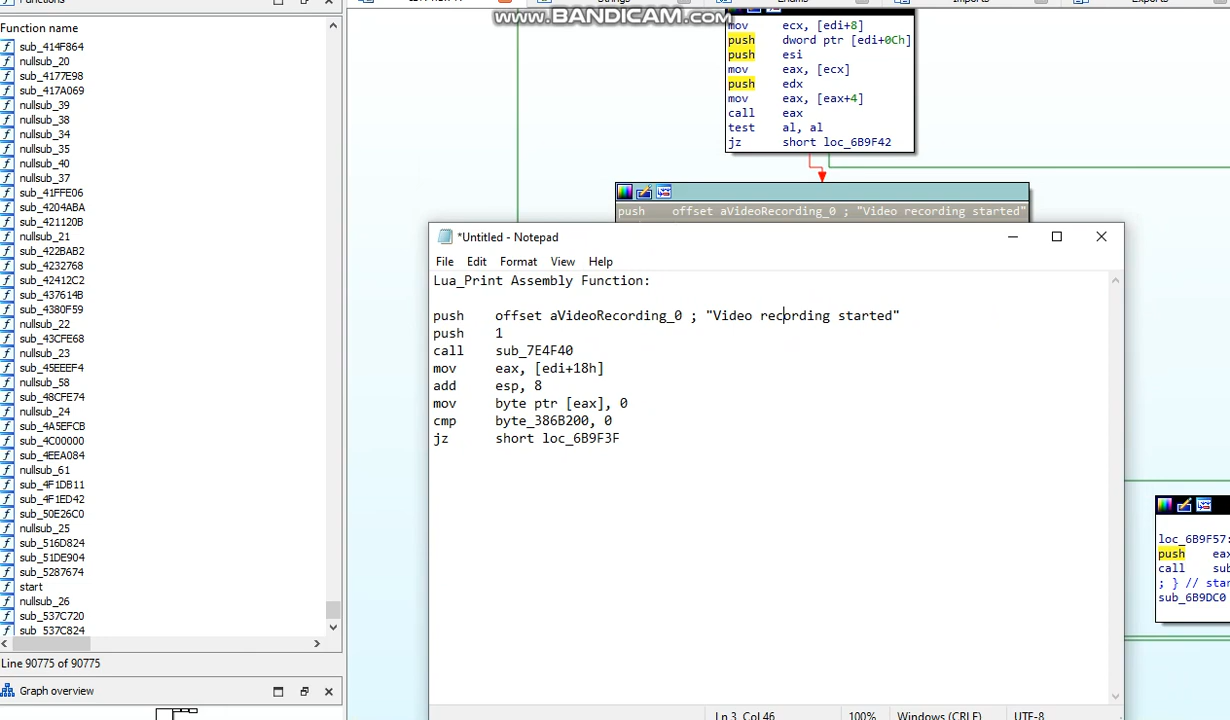 www.BANDICAM.com
Functions
Function name
sub_414F864
nullsub_20
sub_4177E98
sub_417A069
nullsub_39
nullsub_38
nullsub_34
nullsub_35
nullsub_40
nullsub_37
sub_41FFE06
sub_4204ABA
sub_421120B
nullsub_21
sub_422BAB2
sub_4232768
sub_42412C2
sub_437614B
sub_4380F59
nullsub_22
sub_43CFE68
nullsub_23
sub_45EEEF4
nullsub_58
sub_48CFE74
nullsub_24
sub_4A5EFCB
sub_4C00000
sub_4EEA084
nullsub_61
sub_4F1DB11
sub_4F1ED42
sub_50E26C0
nullsub_25
sub_516D824
sub_51DE904
sub_5287674
start
nullsub_26
sub_537C720
sub_537C824
Line 90775 of 90775
Graph overview
Strings
Enums
Imports
Exports
mov ecx, [edi+8]
push dword ptr [edi+0Ch]
push esi
mov eax, [ecx]
push edx
mov eax, [eax+4]
call eax
test al, al
jz short loc_6B9F42
push offset aVideoRecording_0 ; "Video recording started"
*Untitled - Notepad
File Edit Format View Help
Lua_Print Assembly Function:
push offset aVideoRecording_0 ; "Video recording started"
push 1
call sub_7E4F40
mov eax, [edi+18h]
add esp, 8
mov byte ptr [eax], 0
cmp byte_386B200, 0
jz short loc_6B9F3F
Ln 3, Col 46 100% Windows (CRLF) UTF-8
loc_6B9F57:
push eax
call sub
; } // star
sub_6B9DC0